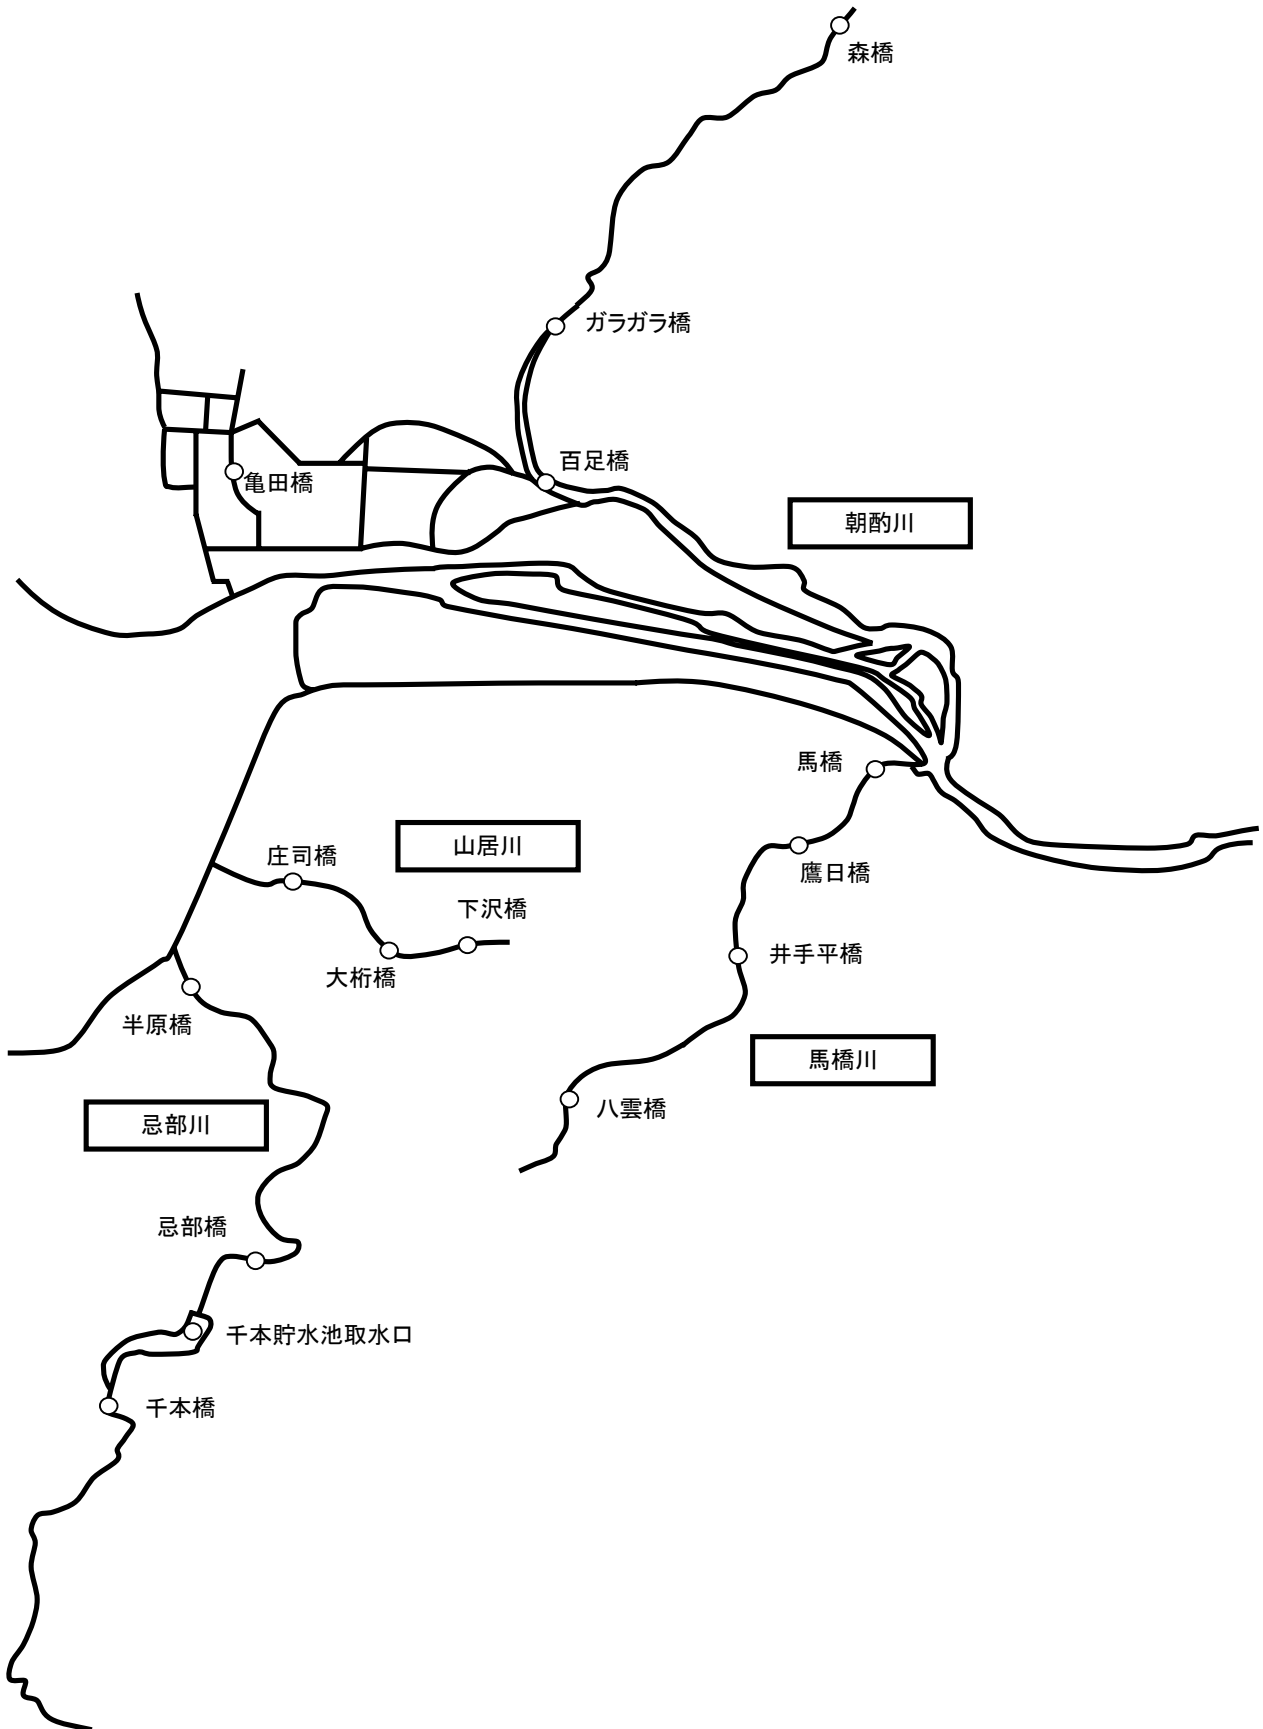 森橋
ガラガラ橋
百足橋
亀田橋
朝酌川
馬橋
山居川
庄司橋
鷹日橋
下沢橋
井手平橋
大桁橋
半原橋
馬橋川
八雲橋
忌部川
忌部橋
千本貯水池取水口
千本橋